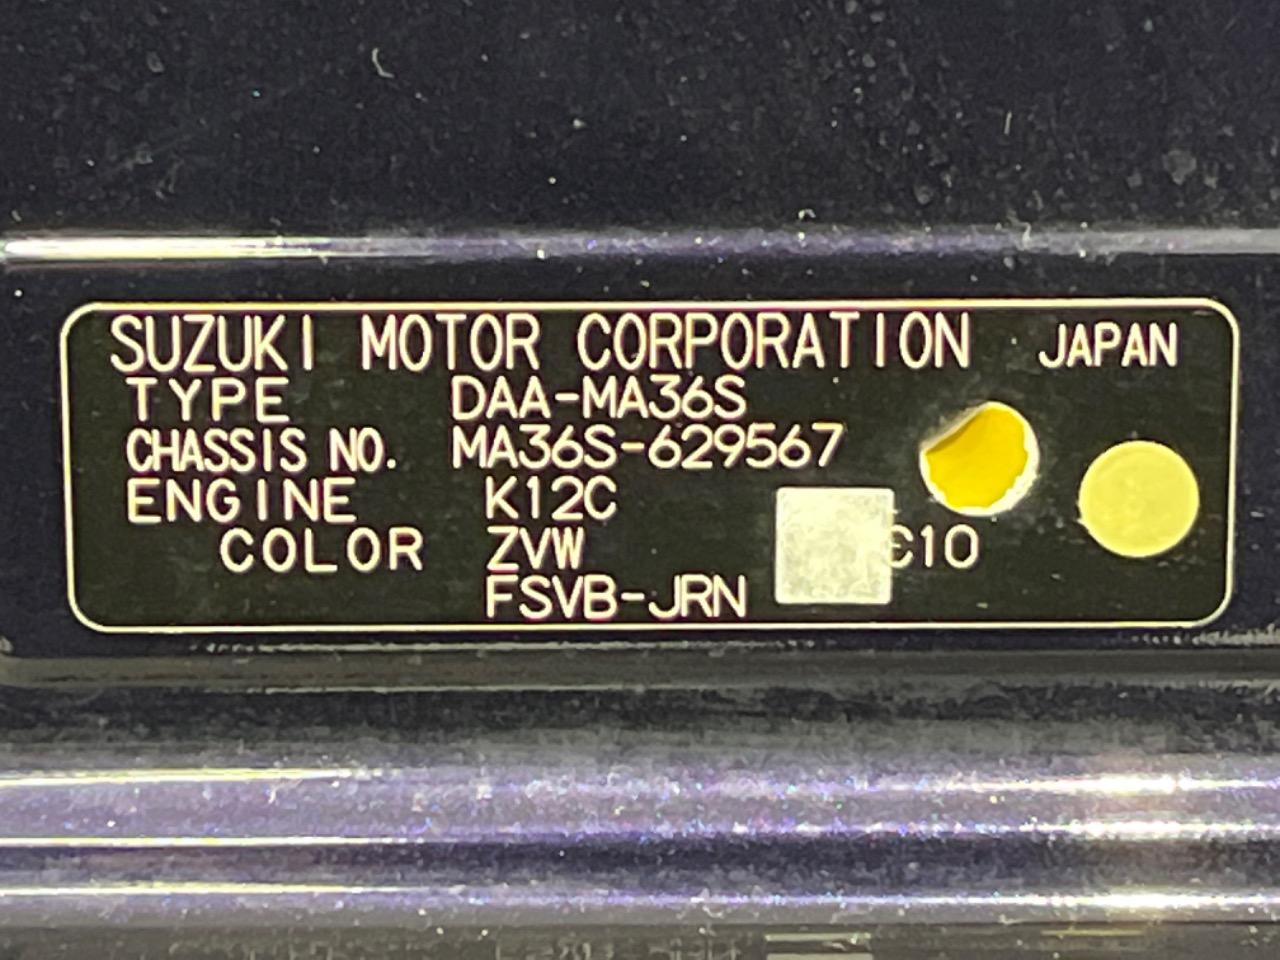 SUZUKI MOTOR CORPORATION JAPAN
TYPE DAA-MA36S
CHASSIS NO. MA36S-629567
ENGINE K12C
COLOR ZVW
FSVB-JRN